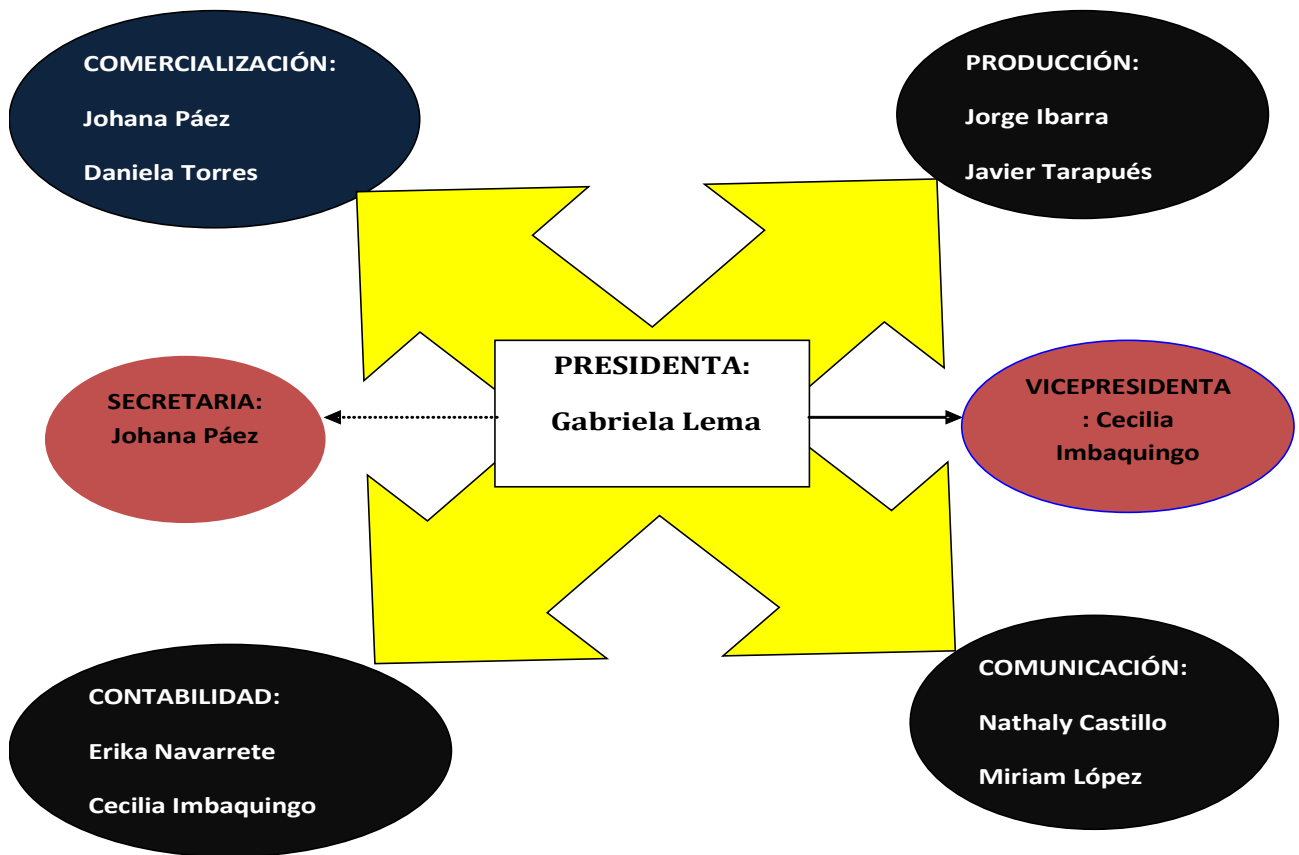 COMERCIALIZACIÓN:
Johana Páez
Daniela Torres
PRODUCCIÓN:
Jorge Ibarra
Javier Tarapués
SECRETARIA:
Johana Páez
PRESIDENTA:
Gabriela Lema
VICEPRESIDENTA
: Cecilia
Imbaquingo
CONTABILIDAD:
Erika Navarrete
Cecilia Imbaquingo
COMUNICACIÓN:
Nathaly Castillo
Miriam López